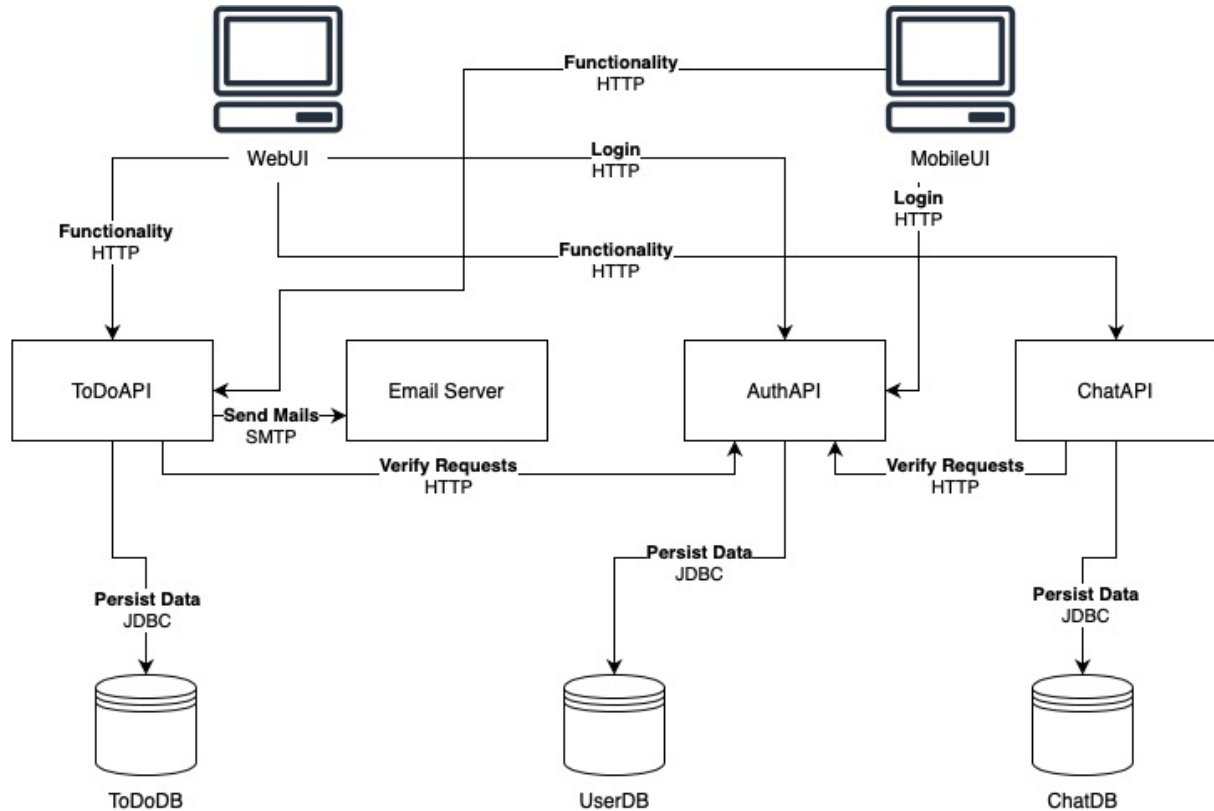 Functionality
HTTP
WebUI
Login
HTTP
MobileUI
Login
HTTP
Functionality
HTTP
Functionality
HTTP
ToDoAPI
Email Server
AuthAPI
ChatAPI
Send Mails
SMTP
Verify Requests
HTTP
Verify Requests
HTTP
Persist Data
JDBC
Persist Data
JDBC
Persist Data
JDBC
ToDoDB
UserDB
ChatDB